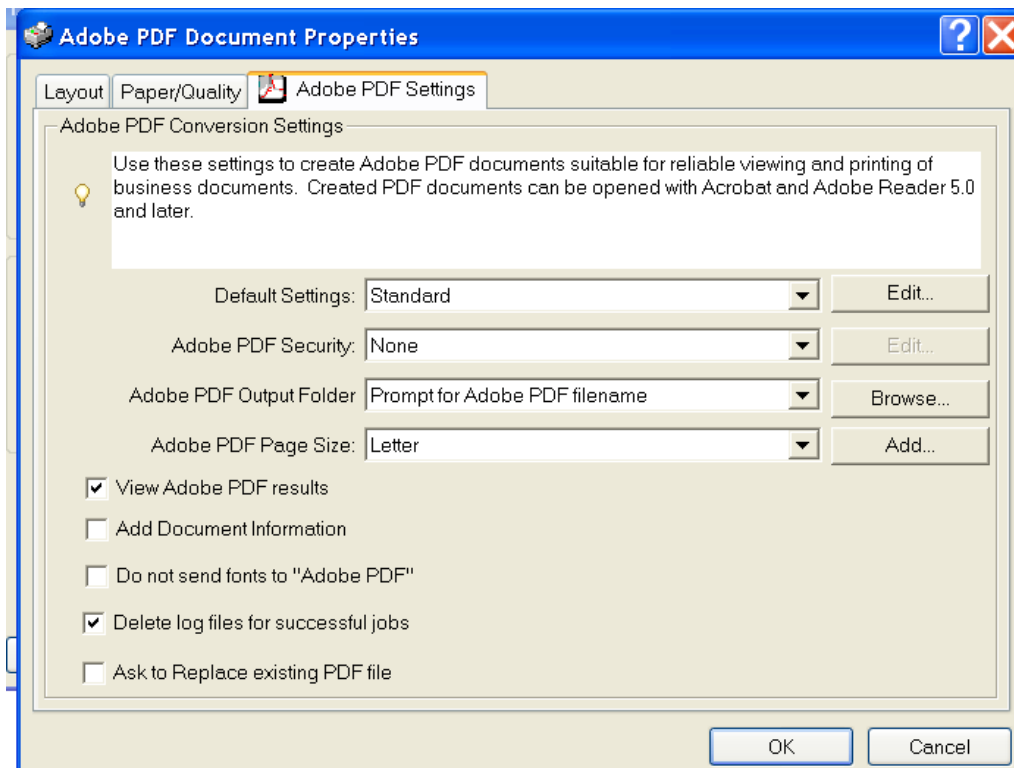 Adobe PDF Document Properties
?
Layout
Paper/Quality
Adobe PDF Settings
Adobe PDF Conversion Settings
Use these settings to create Adobe PDF documents suitable for reliable viewing and printing of
business documents. Created PDF documents can be opened with Acrobat and Adobe Reader 5.0
and later.
Default Settings: Standard Edit...
Adobe PDF Security: None Edit...
Adobe PDF Output Folder Prompt for Adobe PDF filename Browse...
Adobe PDF Page Size: Letter Add...
View Adobe PDF results
Add Document Information
Do not send fonts to "Adobe PDF"
Delete log files for successful jobs
Ask to Replace existing PDF file
OK Cancel